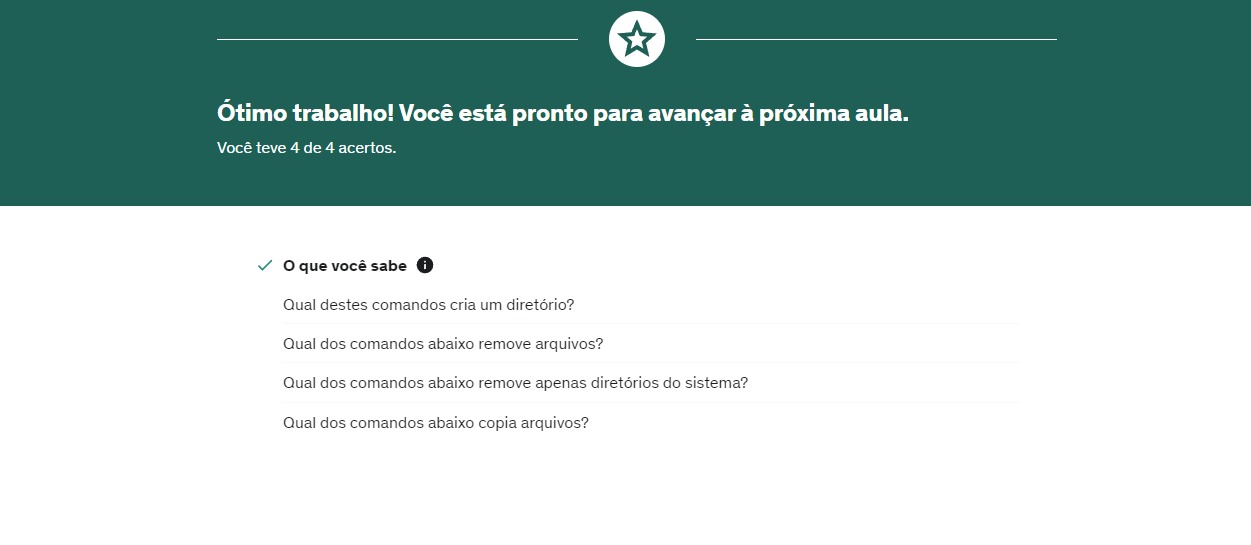 Ótimo trabalho! Você está pronto para avançar à próxima aula.
Você teve 4 de 4 acertos.
O que você sabe
Qual destes comandos cria um diretório?
Qual dos comandos abaixo remove arquivos?
Qual dos comandos abaixo remove apenas diretórios do sistema?
Qual dos comandos abaixo copia arquivos?